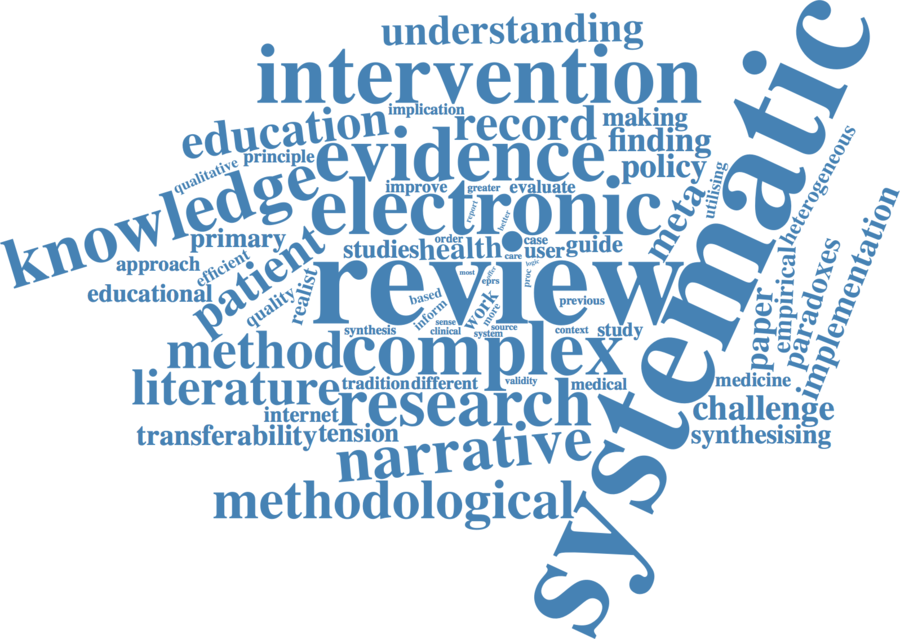 understanding
intervention
systematic
implication
education
record
making
evidence
finding
principle
policy
qualitative
knowledge
improve
greater
evaluate
utilising
heterogeneous
electronic
report
better
meta
primary
patient
studies
health
order
case
care
user
guide
approach
efficient
educational
quality
realist
review
most
offer
eprs
proc
logic
based
inform
work
more
previous
empirical
paradoxes
implementation
paper
sense
clinical
system
source
synthesis
context
study
method
complex
literature
tradition
different
validity
medical
medicine
internet
research
challenge
transferability
tension
synthesising
narrative
methodological